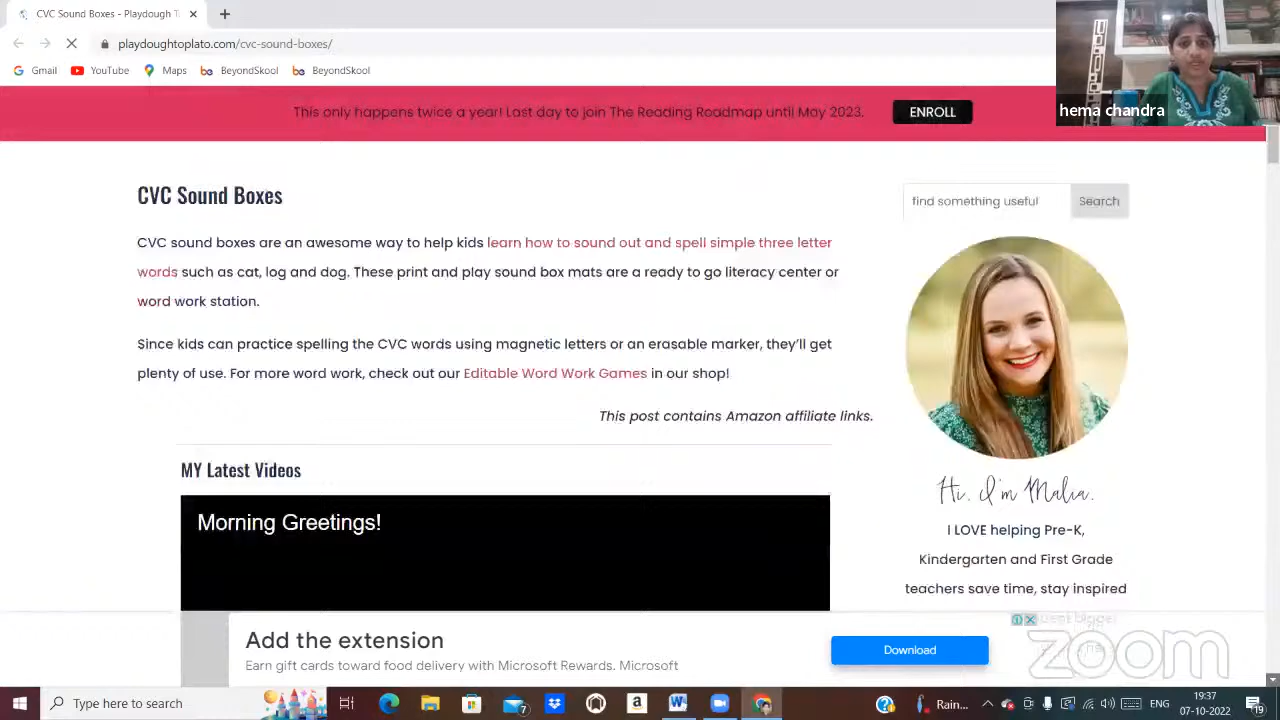 CVC Sound Boxes - Playdough T
playdoughtoplato.com/cvc-sound-boxes/
Gmail YouTube Maps BeyondSkool BeyondSkool
hema chandra
This only happens twice a year! Last day to join The Reading Roadmap until May 2023. ENROLL
CVC Sound Boxes
find something useful Search
CVC sound boxes are an awesome way to help kids learn how to sound out and spell simple three letter
words such as cat, log and dog. These print and play sound box mats are a ready to go literacy center or
word work station.
Since kids can practice spelling the CVC words using magnetic letters or an erasable marker, they'll get
plenty of use. For more word work, check out our Editable Word Work Games in our shop!
This post contains Amazon affiliate links.
MY Latest Videos
Morning Greetings!
Hi. I'm Malia.
I LOVE helping Pre-K,
Kindergarten and First Grade
teachers save time, stay inspired
Add the extension
Earn gift cards toward food delivery with Microsoft Rewards. Microsoft
Download
zoom
Type here to search
7
Rain...
ENG
19:37
07-10-2022
19